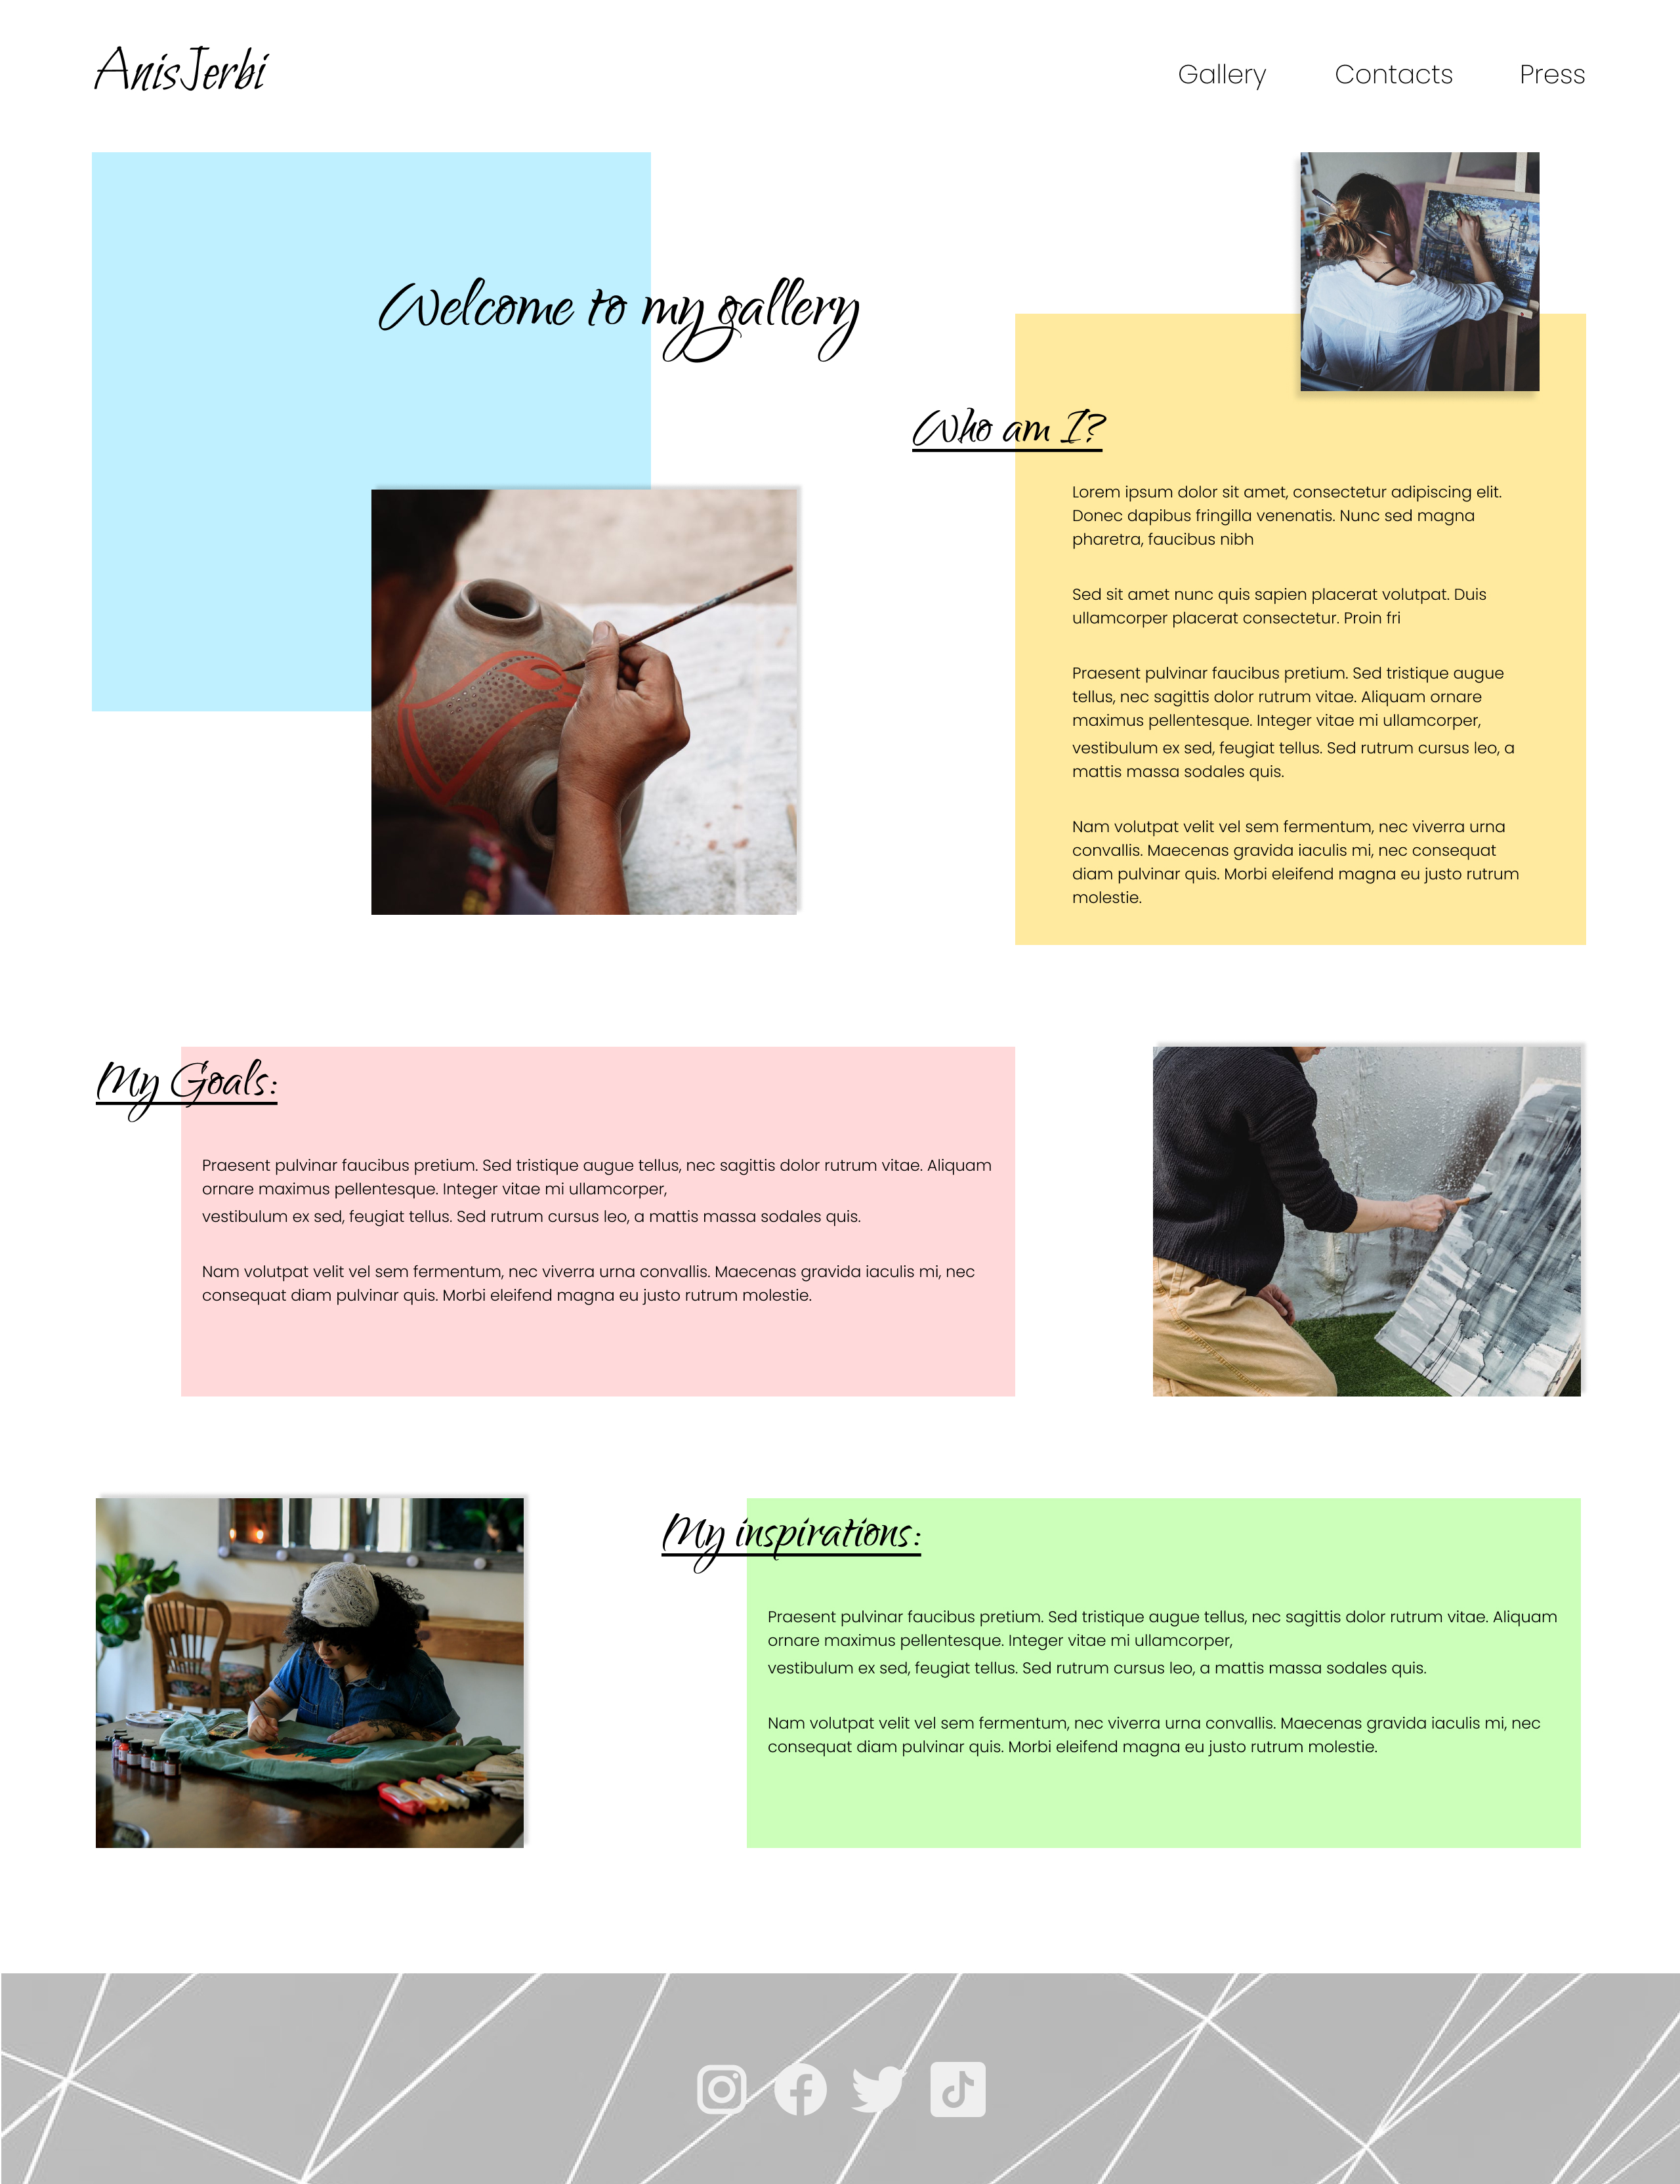 AnisJerbi
Gallery
Contacts
Press
Welcome to my gallery
Who am I?
Lorem ipsum dolor sit amet, consectetur adipiscing elit.
Donec dapibus fringilla venenatis. Nunc sed magna
pharetra, faucibus nibh
Sed sit amet nunc quis sapien placerat volutpat. Duis
ullamcorper placerat consectetur. Proin fri
Praesent pulvinar faucibus pretium. Sed tristique augue
tellus, nec sagittis dolor rutrum vitae. Aliquam ornare
maximus pellentesque. Integer vitae mi ullamcorper,
vestibulum ex sed, feugiat tellus. Sed rutrum cursus leo, a
mattis massa sodales quis.
Nam volutpat velit vel sem fermentum, nec viverra urna
convallis. Maecenas gravida iaculis mi, nec consequat
diam pulvinar quis. Morbi eleifend magna eu justo rutrum
molestie.
My Goals:
Praesent pulvinar faucibus pretium. Sed tristique augue tellus, nec sagittis dolor rutrum vitae. Aliquam
ornare maximus pellentesque. Integer vitae mi ullamcorper,
vestibulum ex sed, feugiat tellus. Sed rutrum cursus leo, a mattis massa sodales quis.
Nam volutpat velit vel sem fermentum, nec viverra urna convallis. Maecenas gravida iaculis mi, nec
consequat diam pulvinar quis. Morbi eleifend magna eu justo rutrum molestie.
My inspirations:
Praesent pulvinar faucibus pretium. Sed tristique augue tellus, nec sagittis dolor rutrum vitae. Aliquam
ornare maximus pellentesque. Integer vitae mi ullamcorper,
vestibulum ex sed, feugiat tellus. Sed rutrum cursus leo, a mattis massa sodales quis.
Nam volutpat velit vel sem fermentum, nec viverra urna convallis. Maecenas gravida iaculis mi, nec
consequat diam pulvinar quis. Morbi eleifend magna eu justo rutrum molestie.